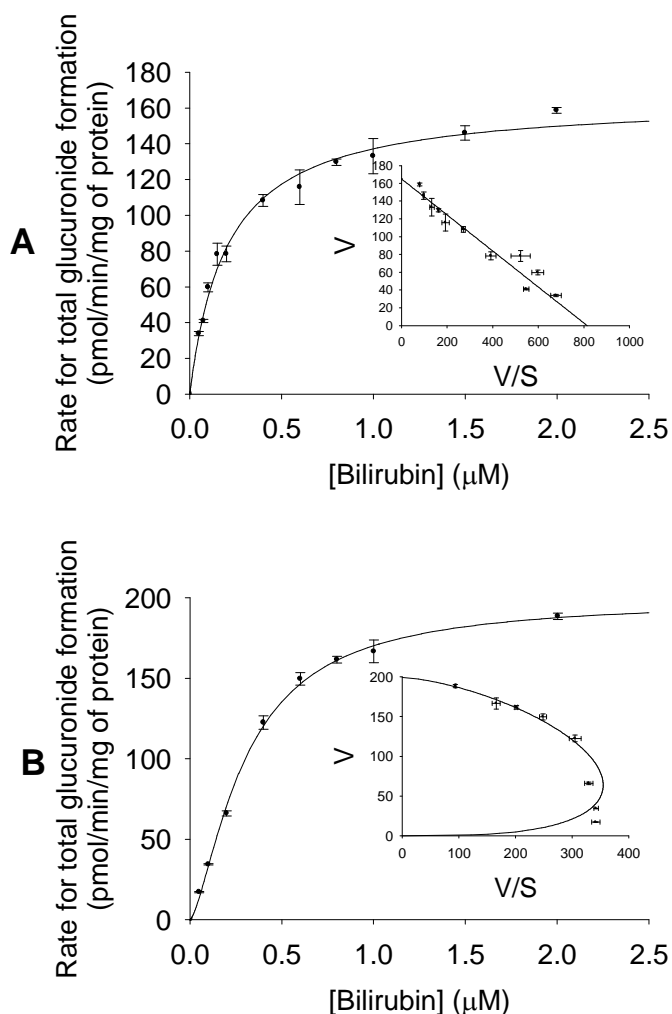 A
Rate for total glucuronide formation
(pmol/min/mg of protein)
180
160
140
120
100
80
60
40
20
0
0.0 0.5 1.0 1.5 2.0 2.5
[Bilirubin] (μM)
V
180
160
140
120
100
80
60
40
20
0
0 200 400 600 800 1000
V/S
B
Rate for total glucuronide formation
(pmol/min/mg of protein)
200
150
100
50
0
0.0 0.5 1.0 1.5 2.0 2.5
[Bilirubin] (μM)
V
200
150
100
50
0
0 100 200 300 400
V/S